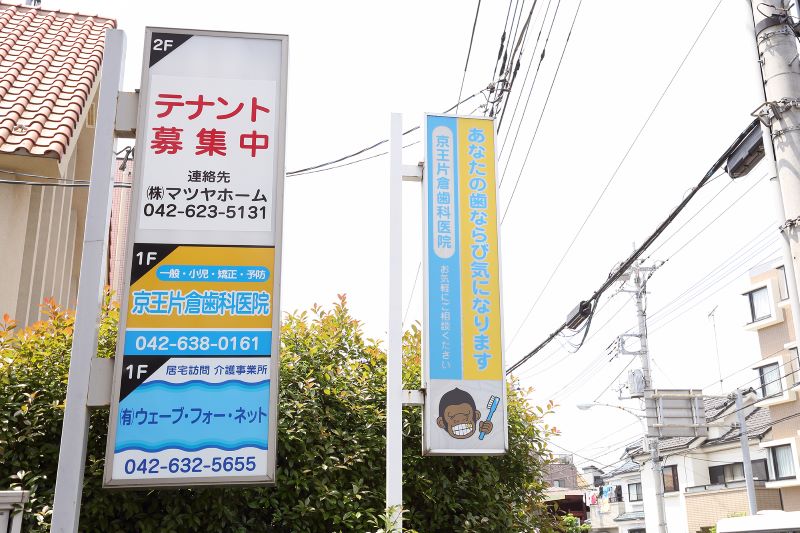 2F
テナント
募集中
連絡先
㈱マツヤホーム
042-623-5131
1F
一般・小児・矯正・予防
京王片倉歯科医院
042-638-0161
1F
居宅訪問 介護事業所
㈲ウェーブ・フォー・ネット
042-632-5655
あなたの歯ならび気になります
京王片倉歯科医院
お気軽にご相談ください